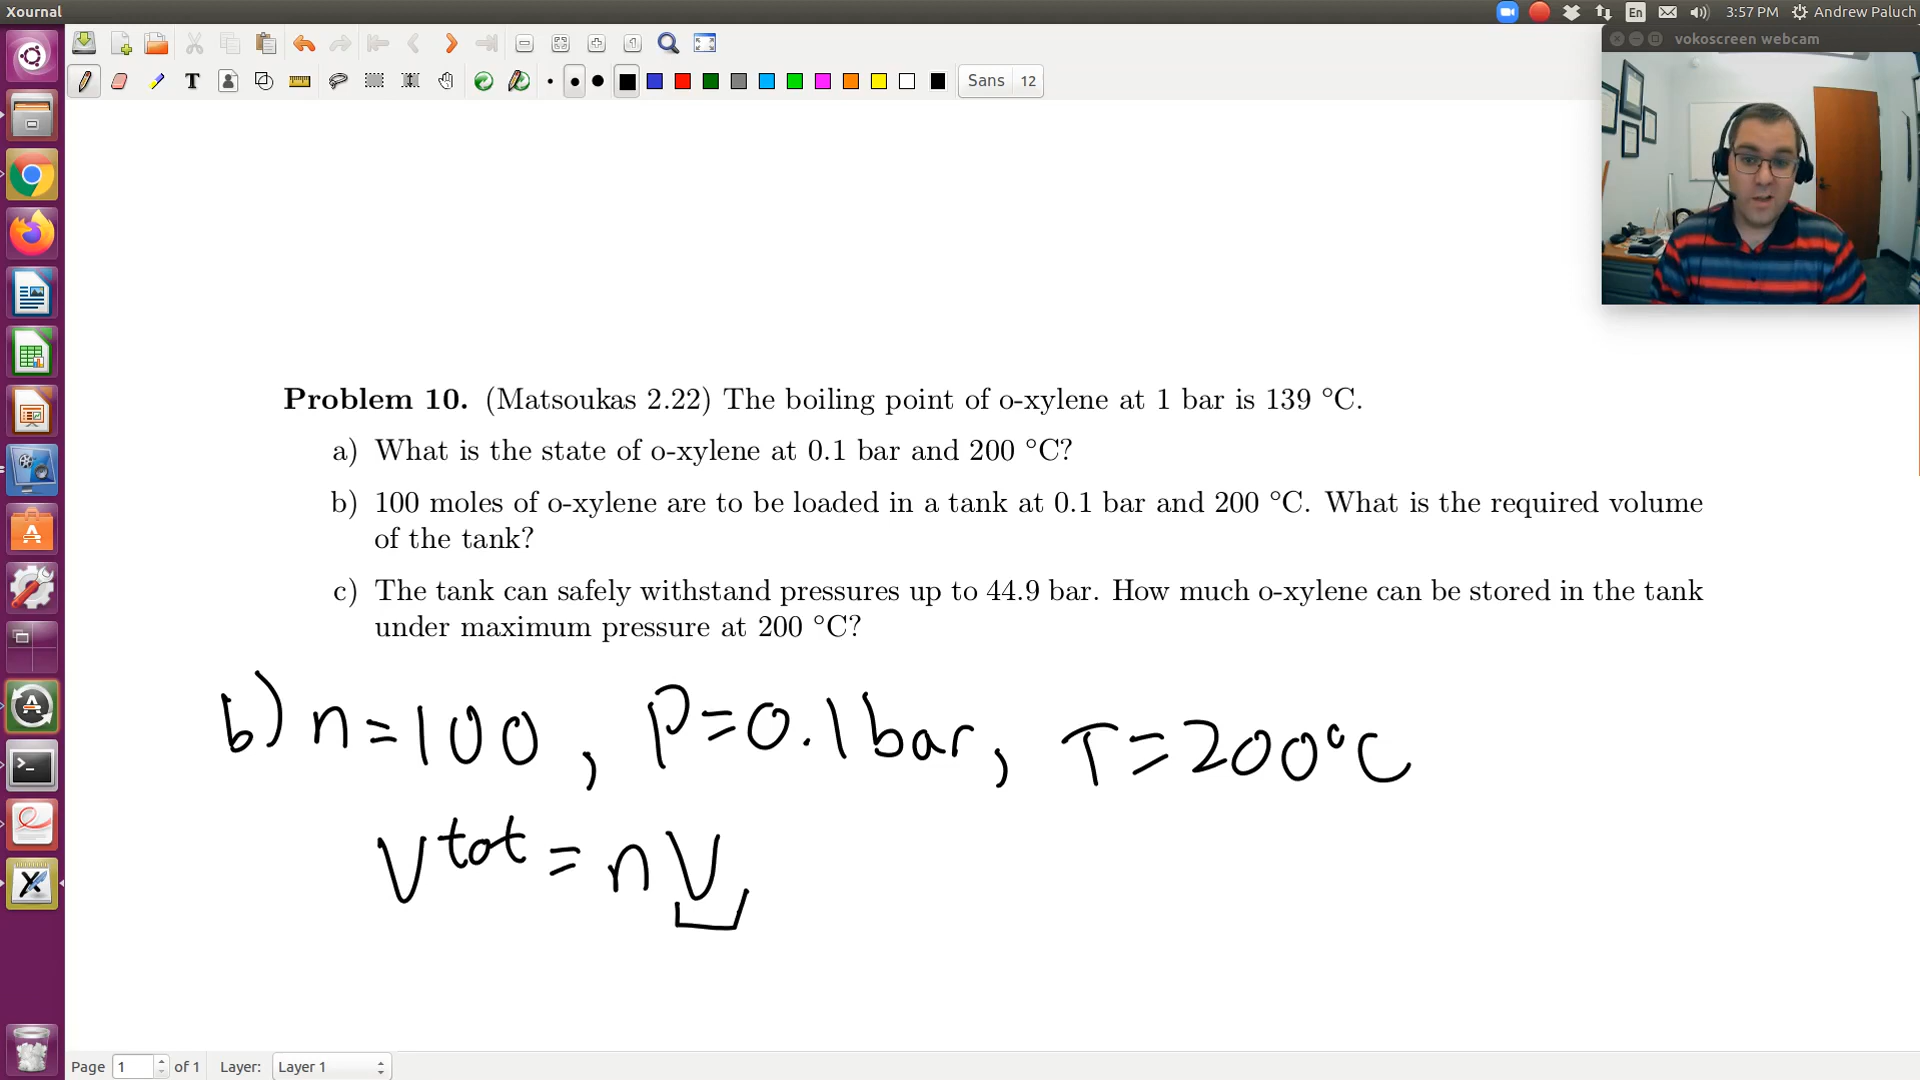 Xournal
En
3:57 PM
Andrew Paluch
vokoscreen webcam
T
Sans 12
Problem 10. (Matsoukas 2.22) The boiling point of o-xylene at 1 bar is 139 °C.
a) What is the state of o-xylene at 0.1 bar and 200 °C?
b) 100 moles of o-xylene are to be loaded in a tank at 0.1 bar and 200 °C. What is the required volume
of the tank?
c) The tank can safely withstand pressures up to 44.9 bar. How much o-xylene can be stored in the tank
under maximum pressure at 200 °C?
b) n=100, P=0.1bar, T=200°C
V^tot = nV
Page 1 of 1 Layer: Layer 1